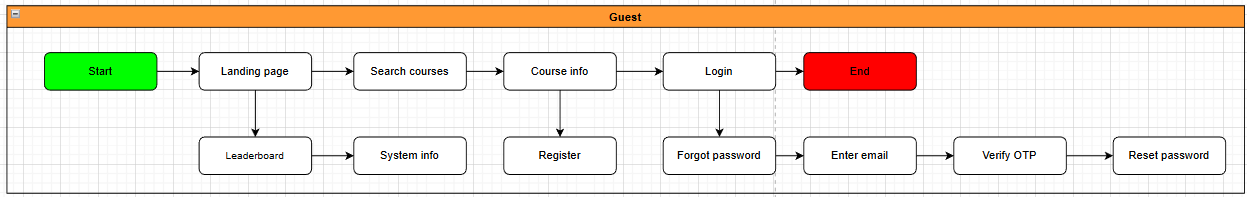 Guest
Start
Landing page
Search courses
Course info
Login
End
Leaderboard
System info
Register
Forgot password
Enter email
Verify OTP
Reset password